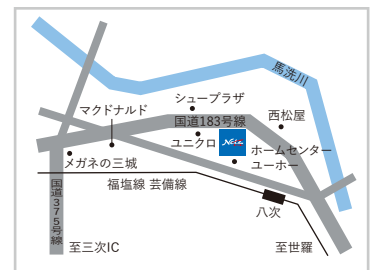 馬洗川
シュープラザ
マクドナルド
西松屋
国道183号線
ユニクロ
Netz
ホームセンター
ユーホー
メガネの三城
福塩線 芸備線
国道375号線
八次
至三次IC
至世羅